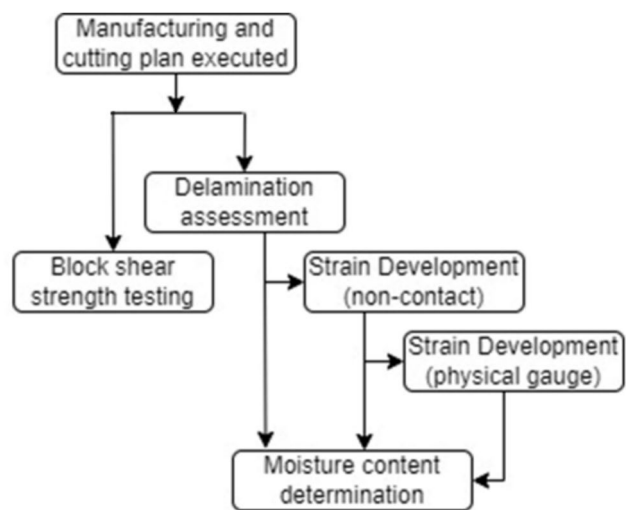 Manufacturing and
cutting plan executed
Delamination
assessment
Block shear
strength testing
Strain Development
(non-contact)
Strain Development
(physical gauge)
Moisture content
determination